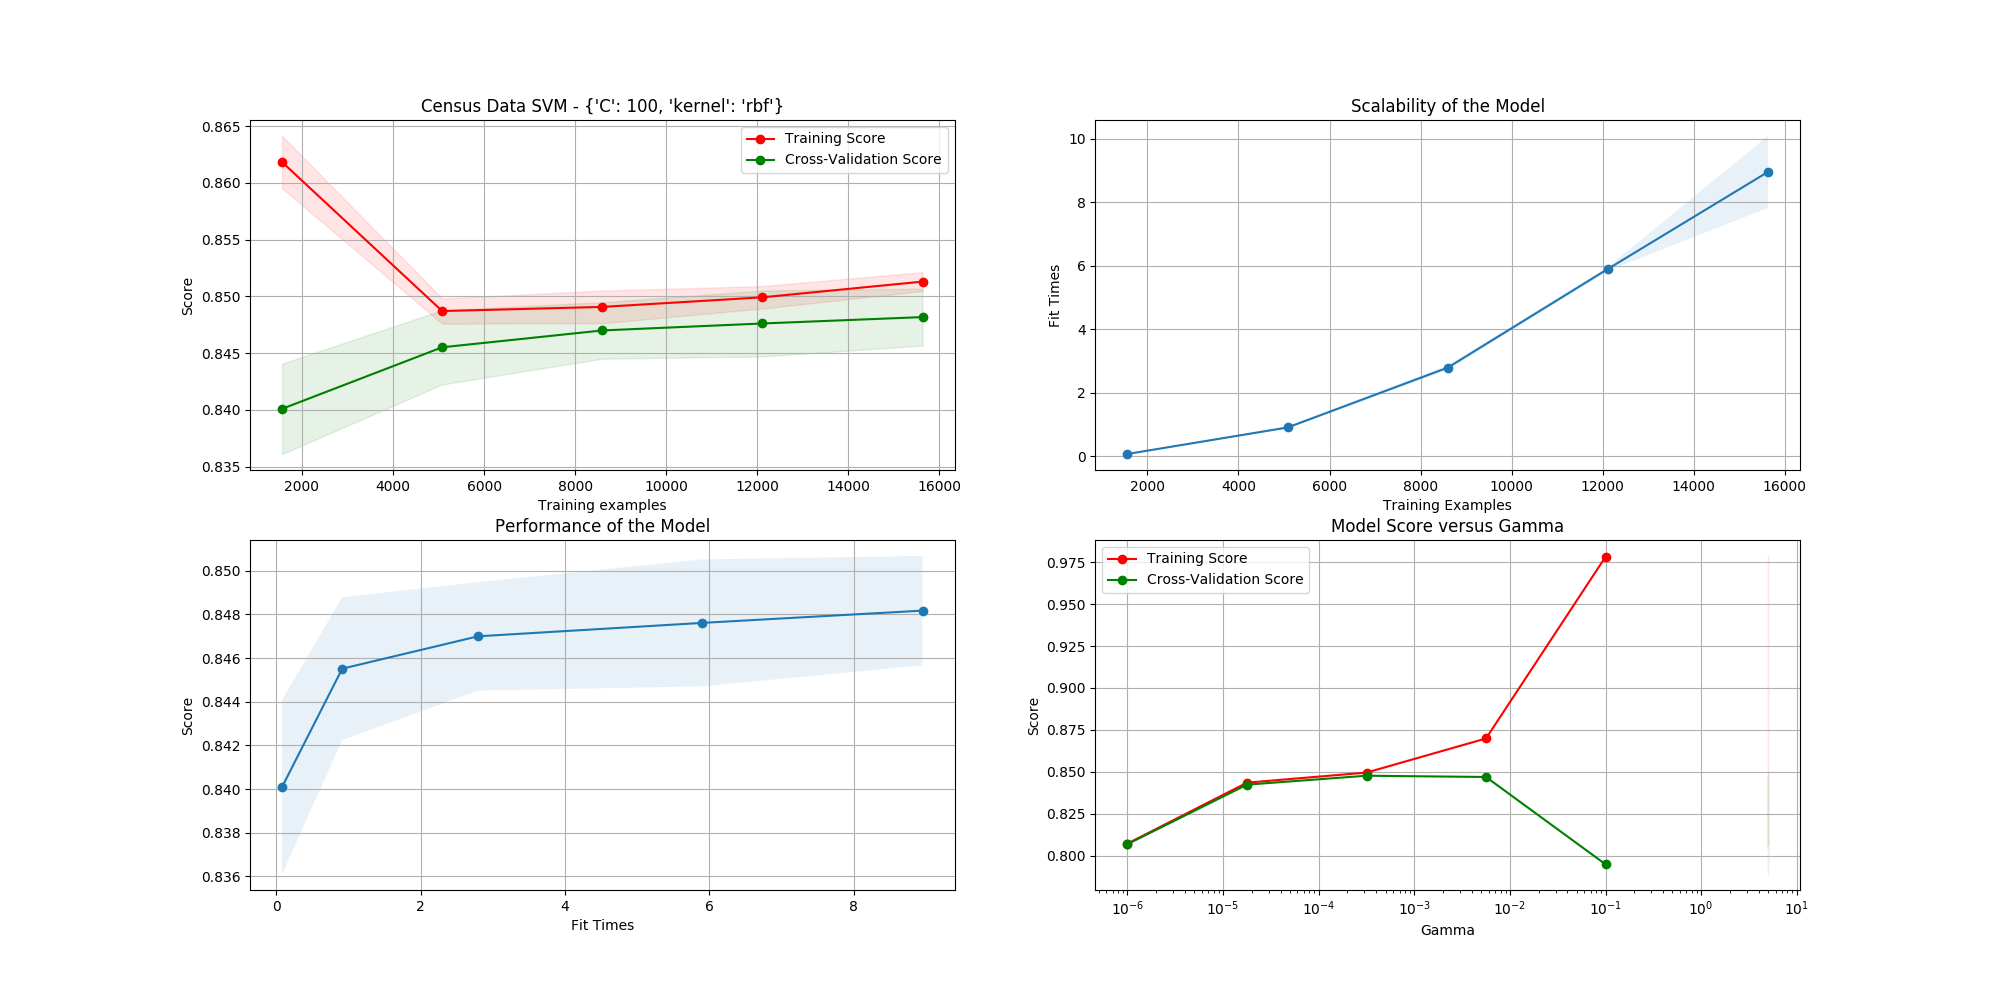 Census Data SVM - {'C': 100, 'kernel': 'rbf'}
0.865
0.860
0.855
0.850
0.845
0.840
0.835
Score
Training Score
Cross-Validation Score
2000 4000 6000 8000 10000 12000 14000 16000
Training examples
Scalability of the Model
10
8
6
4
2
0
Fit Times
2000 4000 6000 8000 10000 12000 14000 16000
Training Examples
Performance of the Model
0.850
0.848
0.846
0.844
0.842
0.840
0.838
0.836
Score
0 2 4 6 8
Fit Times
Model Score versus Gamma
0.975
0.950
0.925
0.900
0.875
0.850
0.825
0.800
Score
Training Score
Cross-Validation Score
10⁻⁶ 10⁻⁵ 10⁻⁴ 10⁻³ 10⁻² 10⁻¹ 10⁰ 10¹
Gamma